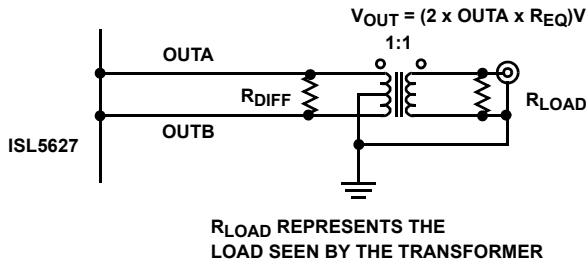 V_OUT = (2 x OUTA x R_EQ)V
1:1
OUTA
R_DIFF
R_LOAD
OUTB
ISL5627
R_LOAD REPRESENTS THE
LOAD SEEN BY THE TRANSFORMER